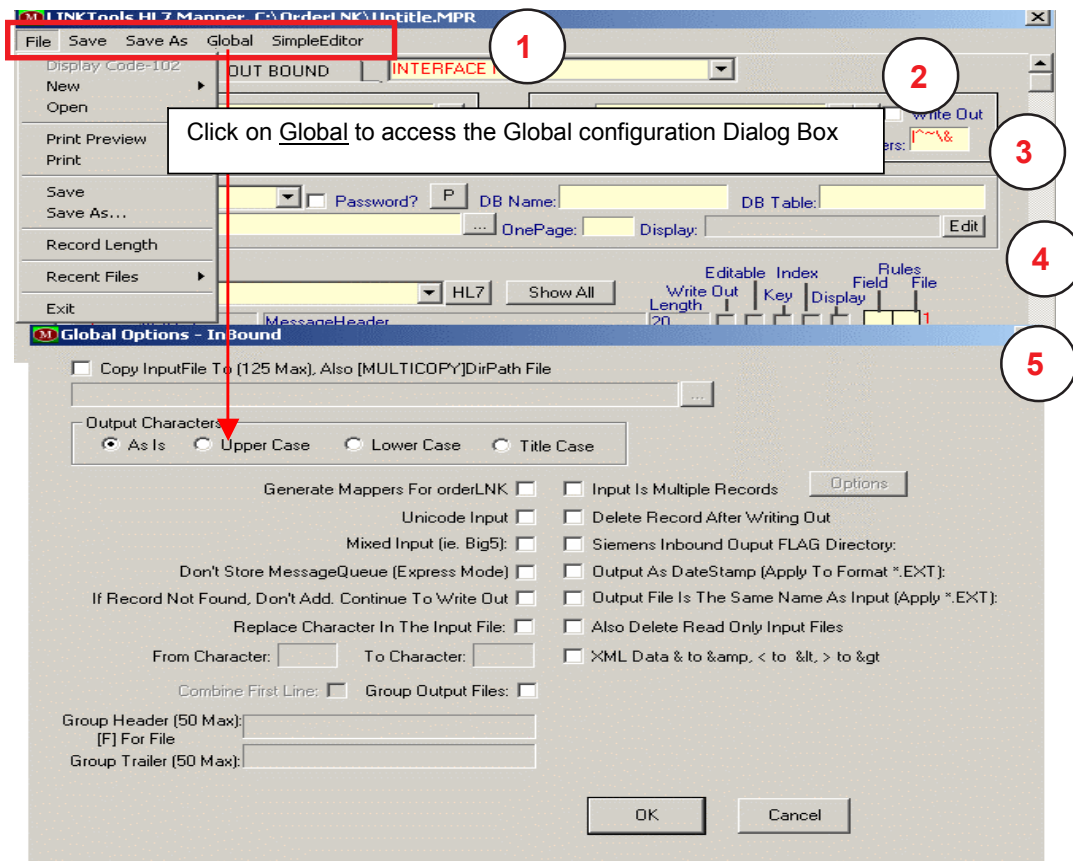 LINKTools HL7 Mapper C:\OrderLNK\Uptitle.MPR
File Save Save As Global SimpleEditor
1
Display Code-102
New
Open
Print Preview
Print
Save
Save As...
Record Length
Recent Files
Exit
OUT BOUND
INTERFACE
2
Write Out
Click on Global to access the Global configuration Dialog Box
ers: |^~\&
3
Password? P DB Name: DB Table:
... OnePage: Display: Edit
4
HL7 Show All
Editable Index Rules
Write Out Key Display Field File
Length
MessageHeader 20 1
Global Options - InBound
5
Copy InputFile To (125 Max), Also [MULTICOPY]DirPath File
...
Output Characters
As Is Upper Case Lower Case Title Case
Generate Mappers For orderLNK Input Is Multiple Records Options
Unicode Input Delete Record After Writing Out
Mixed Input (ie. Big5): Siemens Inbound Ouput FLAG Directory:
Don't Store MessageQueue (Express Mode) Output As DateStamp (Apply To Format *.EXT):
If Record Not Found, Don't Add. Continue To Write Out Output File Is The Same Name As Input (Apply *.EXT):
Replace Character In The Input File: Also Delete Read Only Input Files
From Character: To Character: XML Data & to &amp, < to &lt, > to &gt
Combine First Line: Group Output Files:
Group Header (50 Max):
[F] For File
Group Trailer (50 Max):
OK Cancel